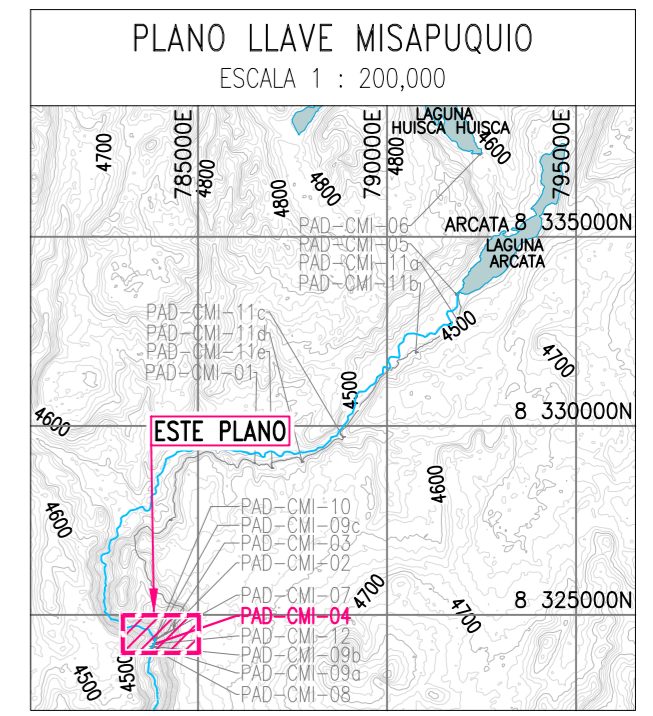 PLANO LLAVE MISAPUQUIO
ESCALA 1 : 200,000
4700
785000E
4800
4800
4800
790000E
4800
LAGUNA
HUISCA HUISCA
4600
795000E
PAD-CMI-06
ARCATA
8 335000N
PAD-CMI-05
LAGUNA
ARCATA
PAD-CMI-11a
PAD-CMI-11b
PAD-CMI-11c
PAD-CMI-11d
PAD-CMI-11e
PAD-CMI-01
4500
4700
4500
4600
ESTE PLANO
8 330000N
4600
4600
PAD-CMI-10
PAD-CMI-09c
PAD-CMI-03
PAD-CMI-02
PAD-CMI-07
4700
4700
8 325000N
PAD-CMI-04
PAD-CMI-12
PAD-CMI-09b
PAD-CMI-09a
PAD-CMI-08
4500
4500